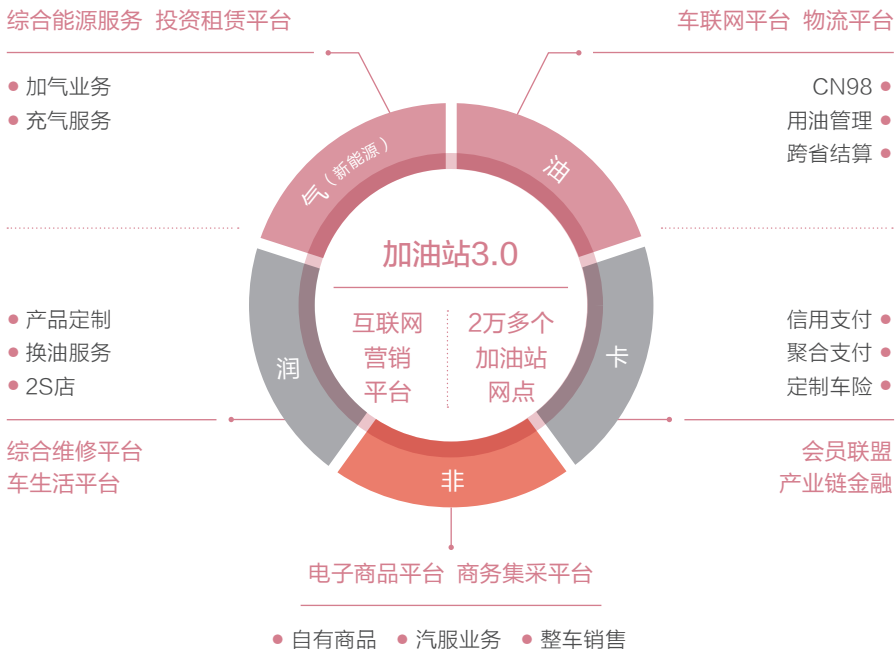 综合能源服务 投资租赁平台
车联网平台 物流平台
加气业务
充气服务
CN98
用油管理
跨省结算
气（新能源）
油
加油站3.0
互联网
营销
平台
2万多个
加油站
网点
产品定制
换油服务
2S店
润
卡
信用支付
聚合支付
定制车险
综合维修平台
车生活平台
会员联盟
产业链金融
非
电子商品平台 商务集采平台
自有商品 汽服业务 整车销售